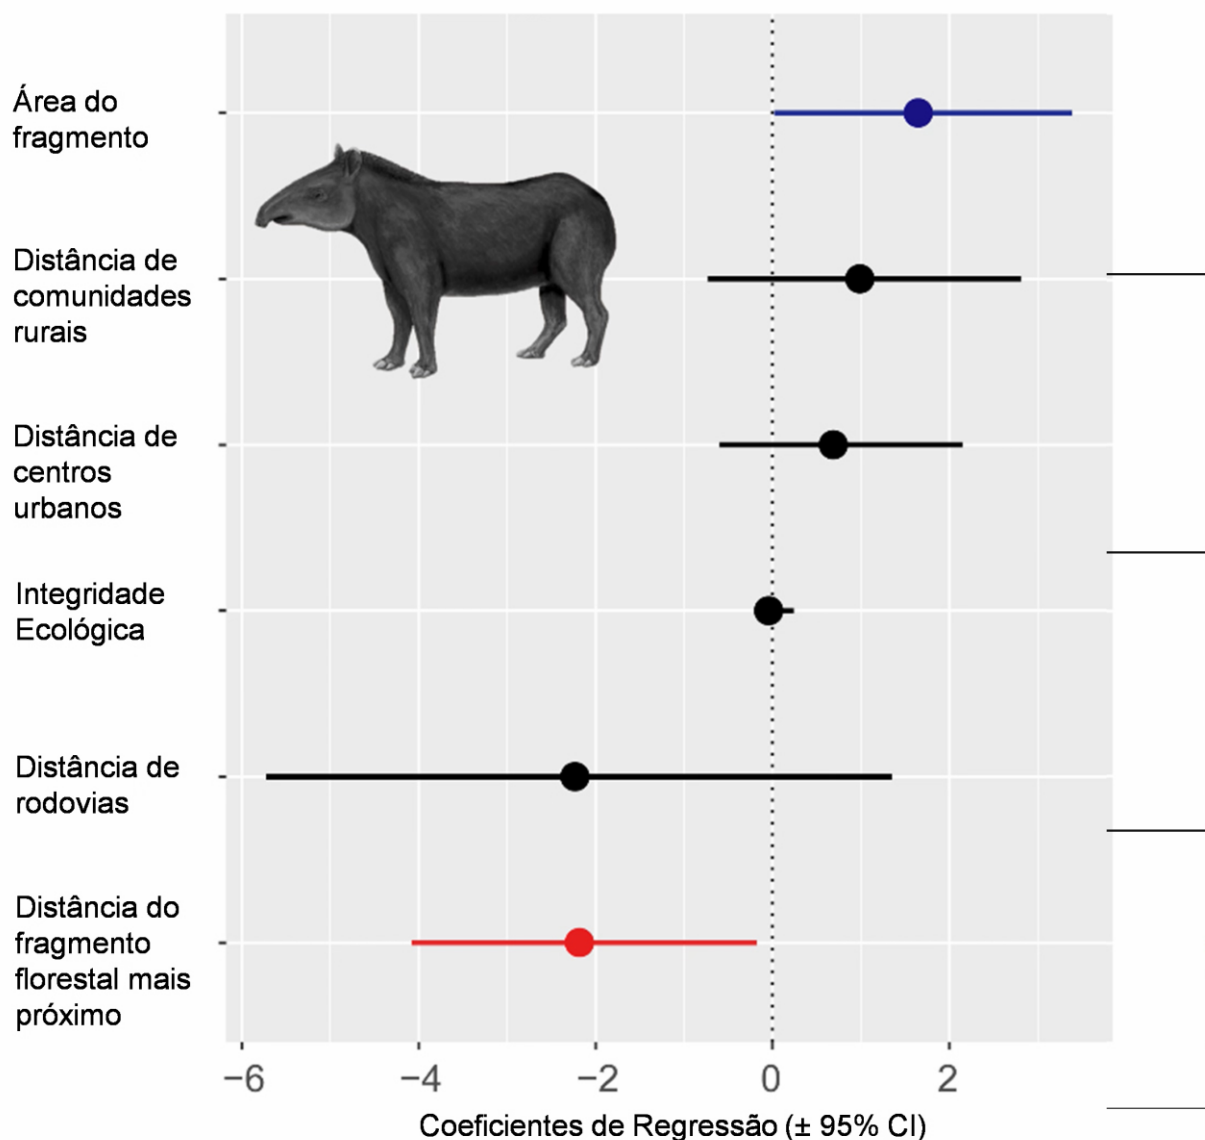 Área do
fragmento
Distância de
comunidades
rurais
Distância de
centros
urbanos
Integridade
Ecológica
Distância de
rodovias
Distância do
fragmento
florestal mais
próximo
−6 −4 −2 0 2
Coeficientes de Regressão (± 95% CI)